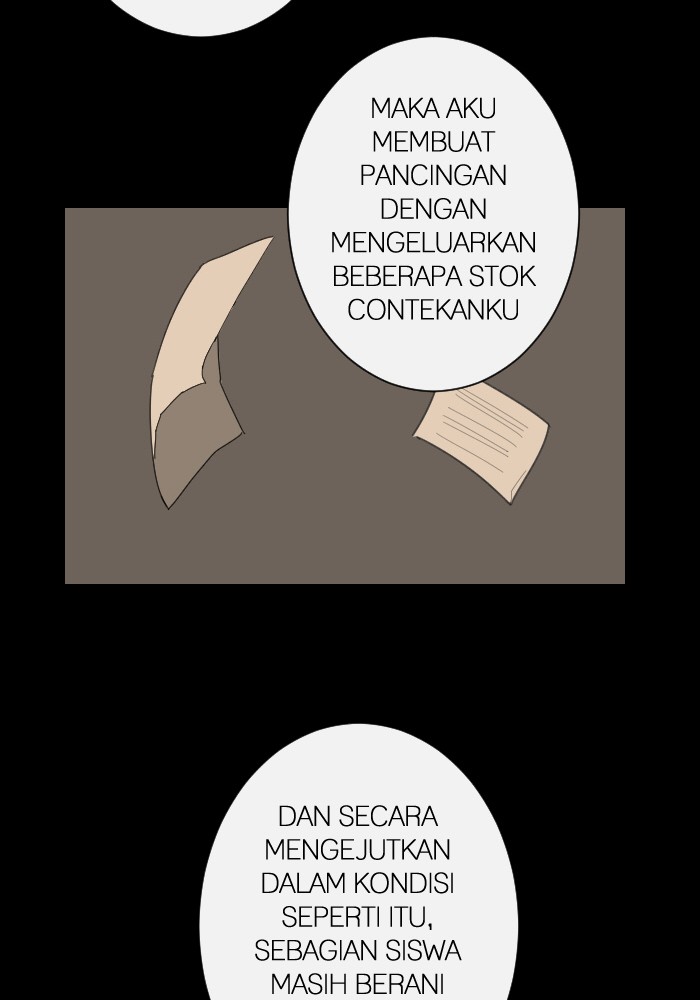 MAKA AKU
MEMBUAT
PANCINGAN
DENGAN
MENGELUARKAN
BEBERAPA STOK
CONTEKANKU
DAN SECARA
MENGEJUTKAN
DALAM KONDISI
SEPERTI ITU,
SEBAGIAN SISWA
MASIH BERANI